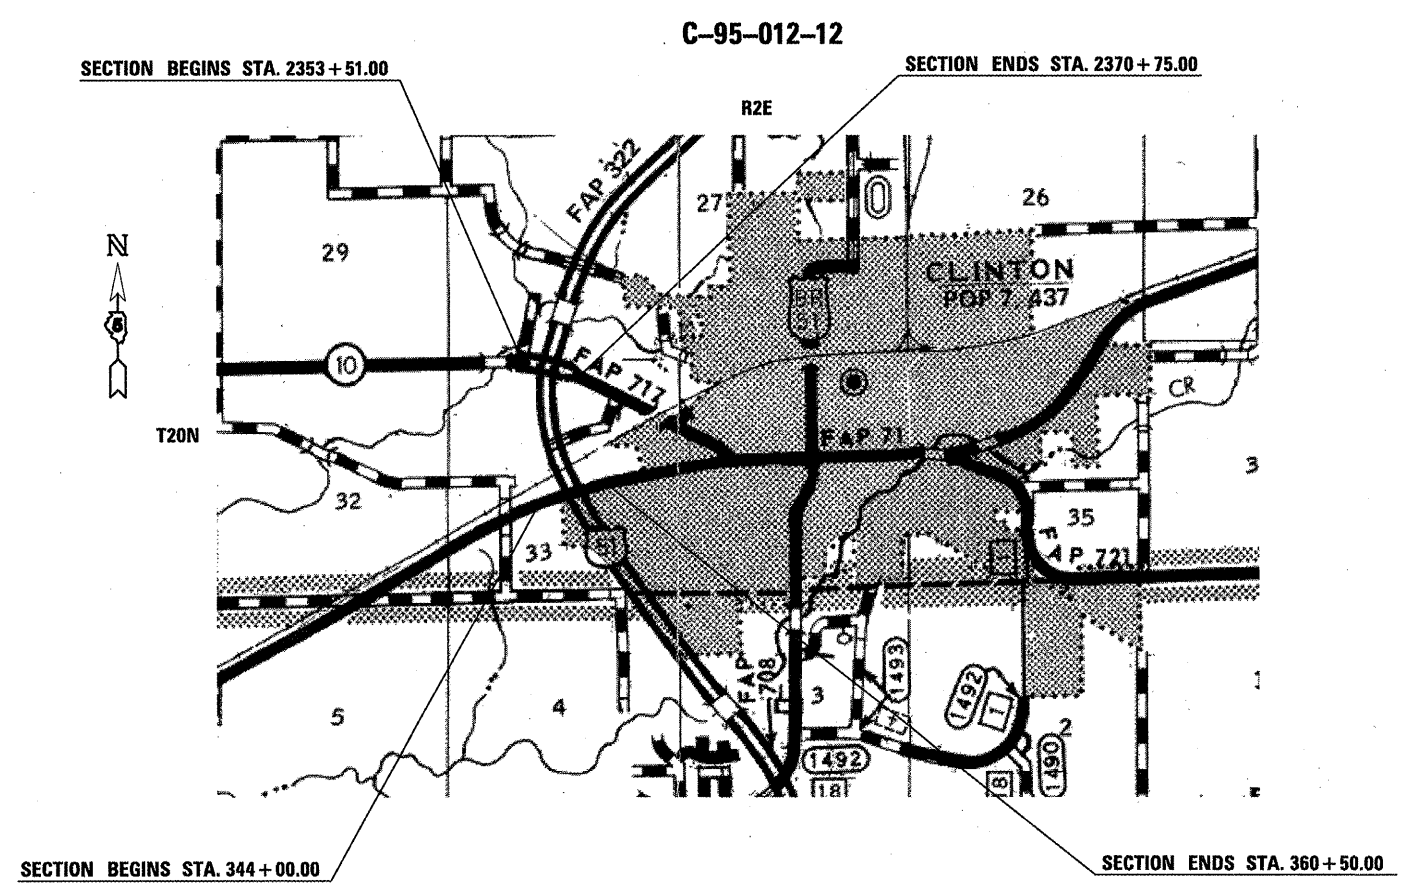 C–95–012–12
SECTION BEGINS STA. 2353+51.00
SECTION ENDS STA. 2370+75.00
R2E
FAP 322
27
26
29
N
CLINTON
POP 7,437
BR
51
10
FAP 717
CR
T20N
FAP 71
32
33
51
35
FAP 721
3
FAP 708
1493
1492
1
3
5
4
2
1492
18
18
1490
SECTION BEGINS STA. 344+00.00
SECTION ENDS STA. 360+50.00